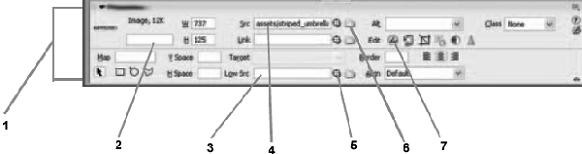 Image, 12K W 737 Src assets/striped_umbrella Alt Class None
H 125 Link Edit
Map V Space Target Border
H Space Low Src Align Default
1 2 3 4 5 6 7